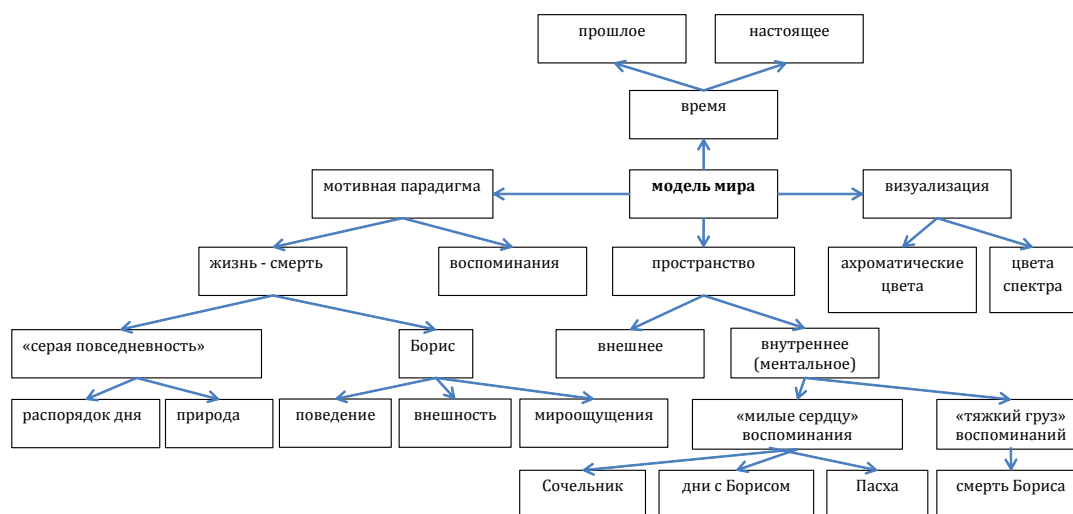 прошлое
настоящее
время
мотивная парадигма
модель мира
визуализация
жизнь - смерть
воспоминания
пространство
ахроматические
цвета
цвета
спектра
«серая повседневность»
Борис
внешнее
внутреннее
(ментальное)
распорядок дня
природа
поведение
внешность
мироощущения
«милые сердцу»
воспоминания
«тяжкий груз»
воспоминаний
Сочельник
дни с Борисом
Пасха
смерть Бориса